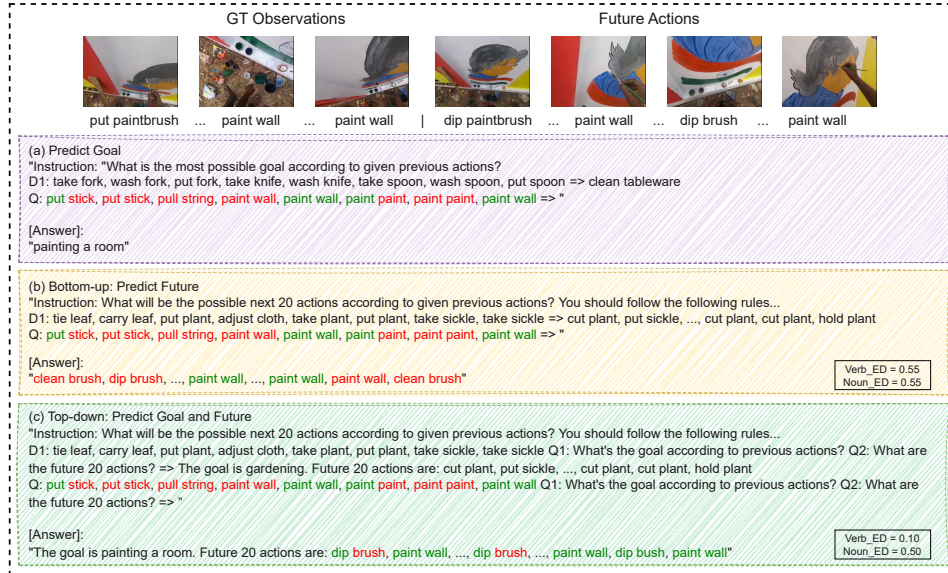 GT Observations Future Actions
put paintbrush ... paint wall ... paint wall | dip paintbrush ... paint wall ... dip brush ... paint wall
(a) Predict Goal
"Instruction: "What is the most possible goal according to given previous actions?
D1: take fork, wash fork, put fork, take knife, wash knife, take spoon, wash spoon, put spoon => clean tableware
Q: put stick, put stick, pull string, paint wall, paint wall, paint paint, paint paint, paint wall => "
[Answer]:
"painting a room"
(b) Bottom-up: Predict Future
"Instruction: What will be the possible next 20 actions according to given previous actions? You should follow the following rules...
D1: tie leaf, carry leaf, put plant, adjust cloth, take plant, put plant, take sickle, take sickle => cut plant, put sickle, ..., cut plant, cut plant, hold plant
Q: put stick, put stick, pull string, paint wall, paint wall, paint paint, paint paint, paint wall => "
[Answer]:
"clean brush, dip brush, ..., paint wall, ..., paint wall, paint wall, clean brush"
Verb_ED = 0.55
Noun_ED = 0.55
(c) Top-down: Predict Goal and Future
"Instruction: What will be the possible next 20 actions according to given previous actions? You should follow the following rules...
D1: tie leaf, carry leaf, put plant, adjust cloth, take plant, put plant, take sickle, take sickle Q1: What's the goal according to previous actions? Q2: What are
the future 20 actions? => The goal is gardening. Future 20 actions are: cut plant, put sickle, ..., cut plant, cut plant, hold plant
Q: put stick, put stick, pull string, paint wall, paint wall, paint paint, paint paint, paint wall Q1: What's the goal according to previous actions? Q2: What are
the future 20 actions? => "
[Answer]:
"The goal is painting a room. Future 20 actions are: dip brush, paint wall, ..., dip brush, ..., paint wall, dip bush, paint wall"
Verb_ED = 0.10
Noun_ED = 0.50